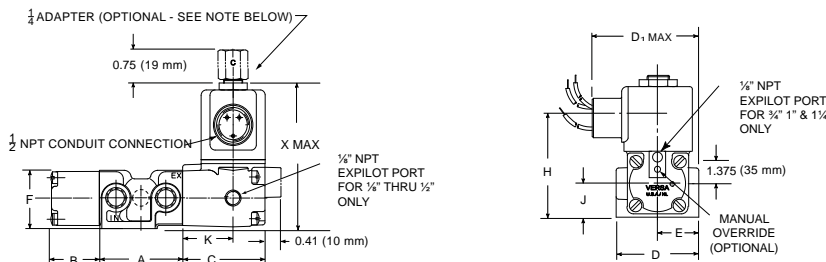 1/4 ADAPTER (OPTIONAL - SEE NOTE BELOW)
0.75 (19 mm)
C
1/2 NPT CONDUIT CONNECTION
X MAX
⅛" NPT
EXPILOT PORT
FOR ⅛" THRU ½"
ONLY
EX
IN
F
K
0.41 (10 mm)
B
A
C
D₁ MAX
⅛" NPT
EXPILOT PORT
FOR ¾" 1" & 1¼
ONLY
H
J
1.375 (35 mm)
VERSA
MANUAL
OVERRIDE
(OPTIONAL)
E
D